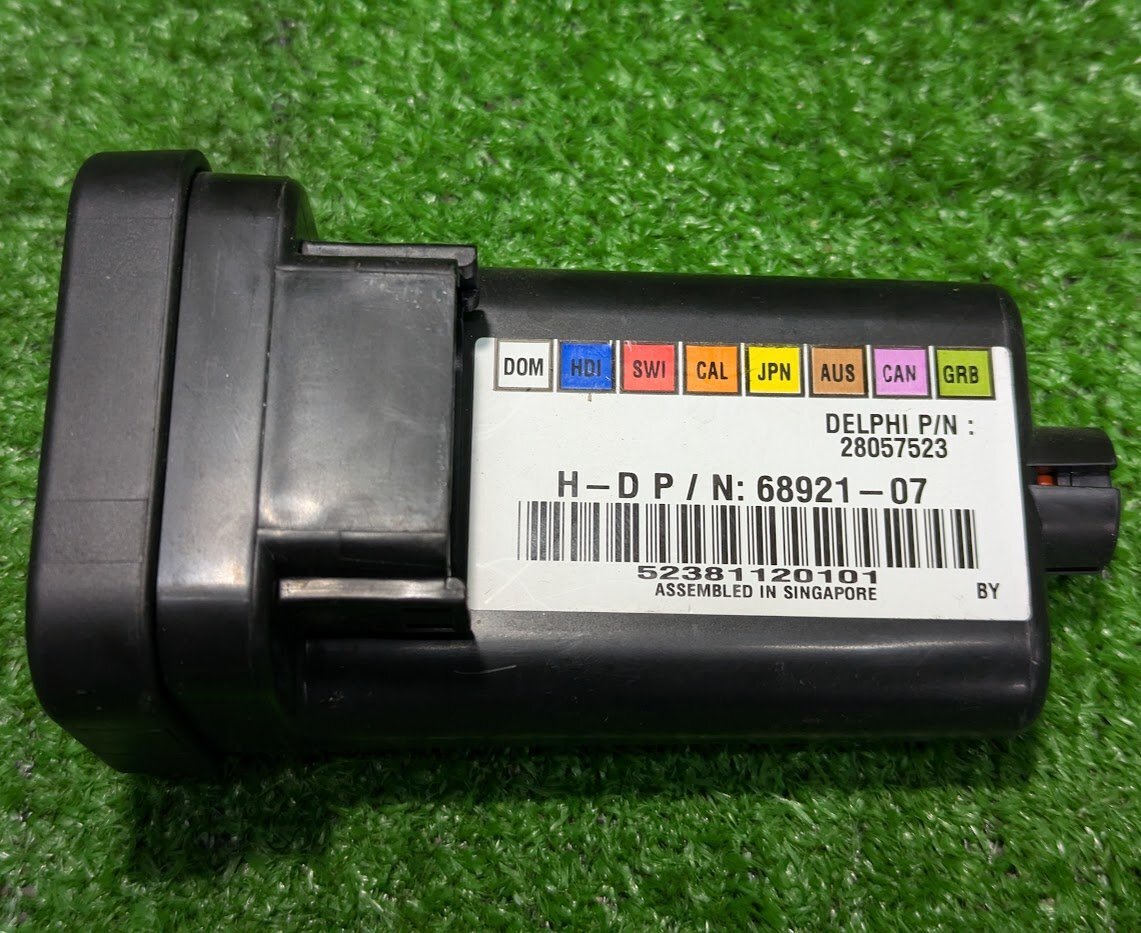 DOM HDI SWI CAL JPN AUS CAN GRB
DELPHI P/N :
28057523
H-D P/N: 68921-07
52381120101
ASSEMBLED IN SINGAPORE BY